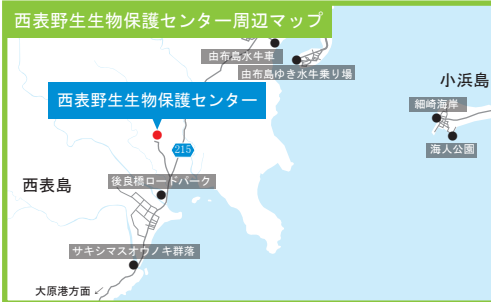 西表野生生物保護センター周辺マップ
由布島水牛車
由布島ゆき水牛乗り場
小浜島
西表野生生物保護センター
細崎海岸
海人公園
215
西表島
後良橋ロードパーク
サキシマスオウノキ群落
大原港方面